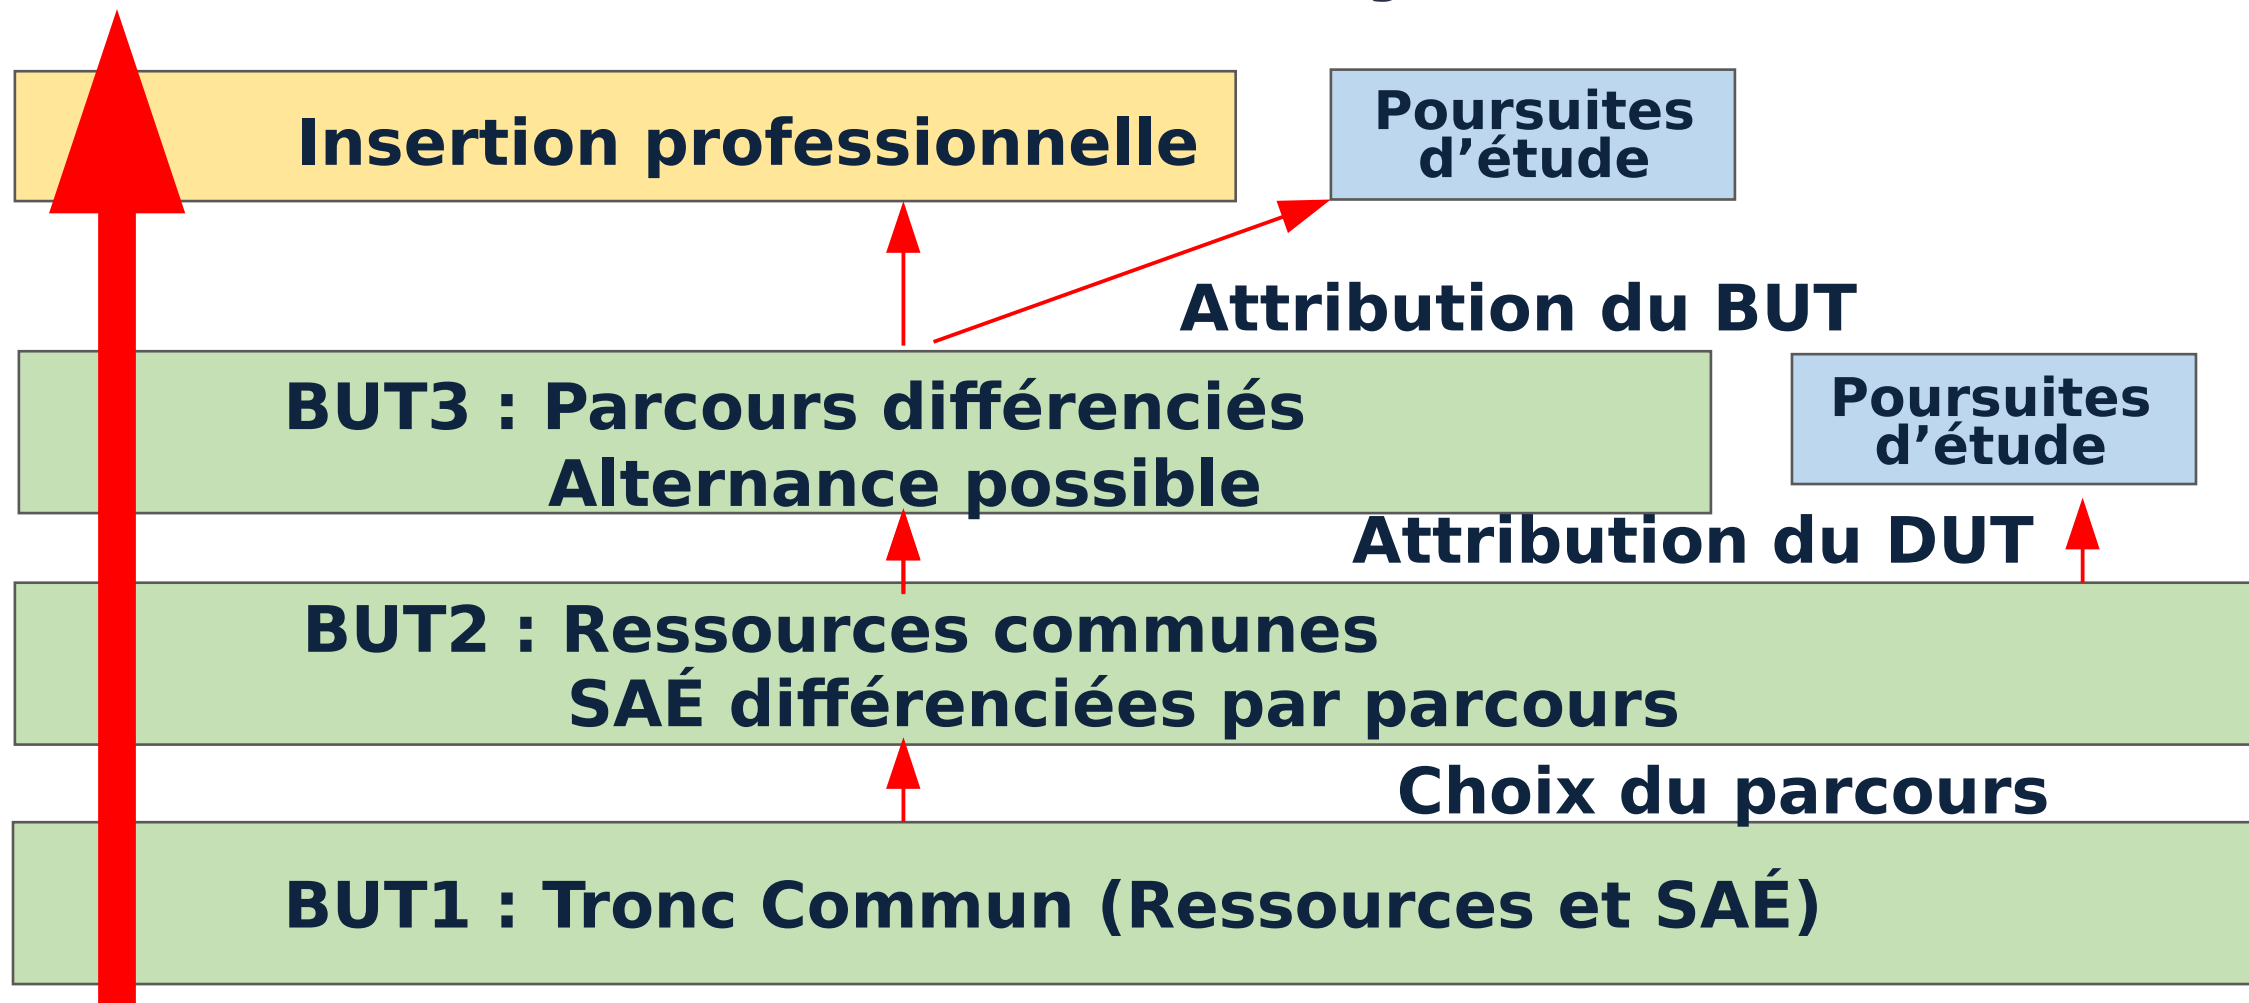 Insertion professionnelle
Poursuites
d’étude
Attribution du BUT
BUT3 : Parcours différenciés
Alternance possible
Poursuites
d’étude
Attribution du DUT
BUT2 : Ressources communes
SAÉ différenciées par parcours
Choix du parcours
BUT1 : Tronc Commun (Ressources et SAÉ)